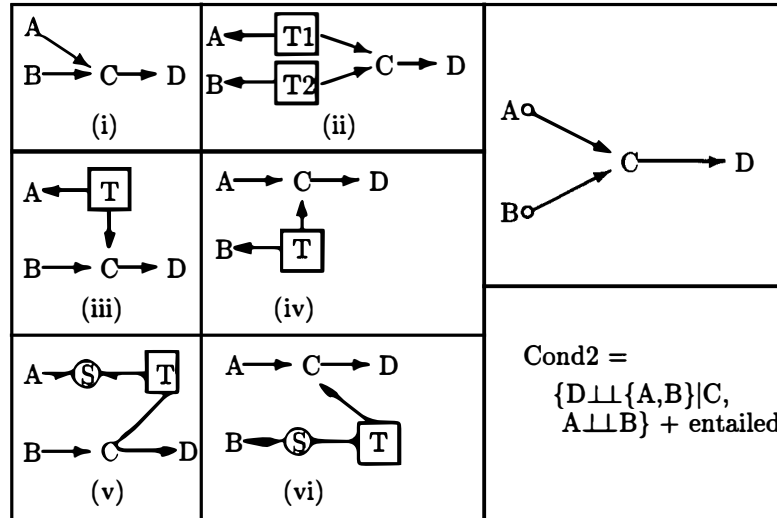 A
B C D
(i)
A T1
B T2 C D
(ii)
A T
B C D
(iii)
A C D
B T
(iv)
A S T
B C D
(v)
A C D
B S T
(vi)
A
C D
B
Cond2 =
{D⊥⊥{A,B}|C,
A⊥⊥B} + entailed